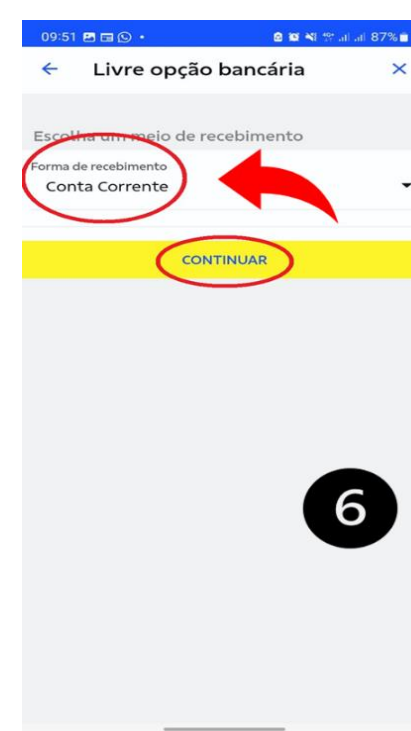 09:51
87%
Livre opção bancária
Escolha um meio de recebimento
Forma de recebimento
Conta Corrente
CONTINUAR
6